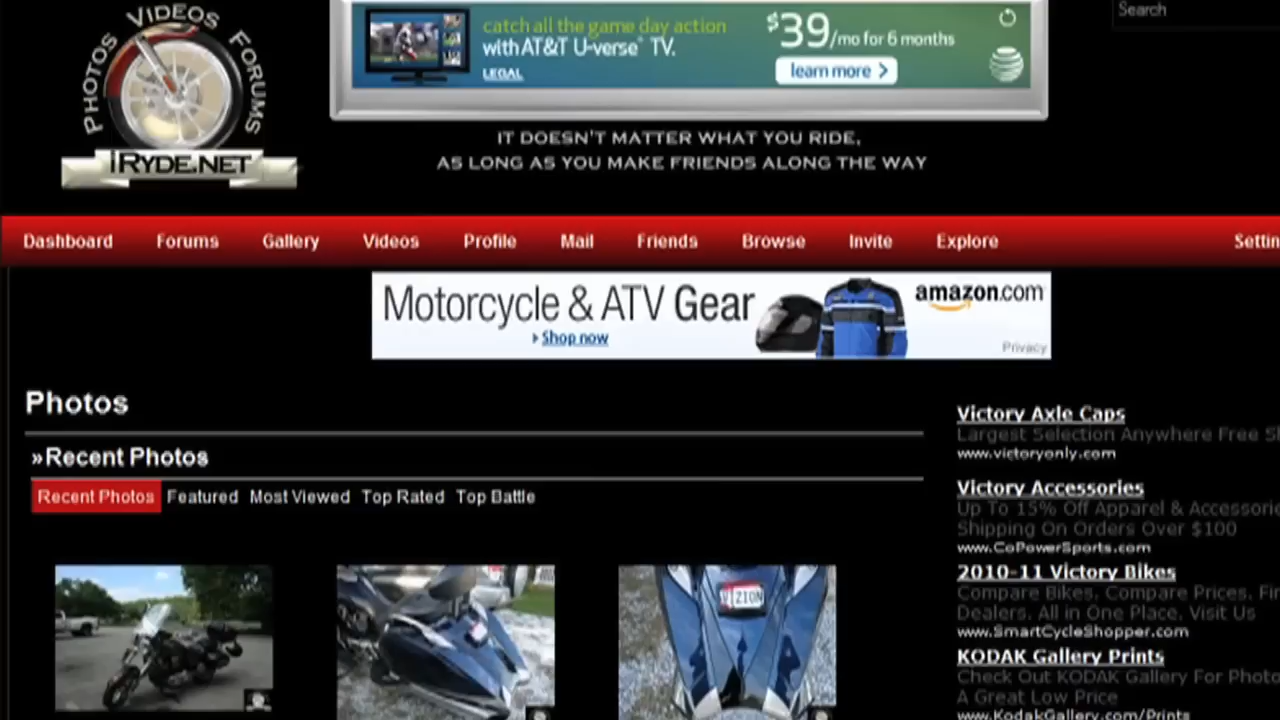 Search
PHOTOS VIDEOS FORUMS
iRYDE.NET
catch all the game day action
with AT&T U-verse® TV.
LEGAL
$39/mo for 6 months
learn more >
IT DOESN'T MATTER WHAT YOU RIDE,
AS LONG AS YOU MAKE FRIENDS ALONG THE WAY
Dashboard Forums Gallery Videos Profile Mail Friends Browse Invite Explore Settin
Motorcycle & ATV Gear
Shop now
amazon.com
Privacy
Photos
»Recent Photos
Recent Photos Featured Most Viewed Top Rated Top Battle
Victory Axle Caps
Largest Selection Anywhere Free Sh
www.victoryonly.com
Victory Accessories
Up To 15% Off Apparel & Accessorie
Shipping On Orders Over $100
www.CoPowerSports.com
2010-11 Victory Bikes
Compare Bikes, Compare Prices, Fin
Dealers. All in One Place, Visit Us
www.SmartCycleShopper.com
KODAK Gallery Prints
Check Out KODAK Gallery For Photo
A Great Low Price
www.KodakGallery.com/Prints